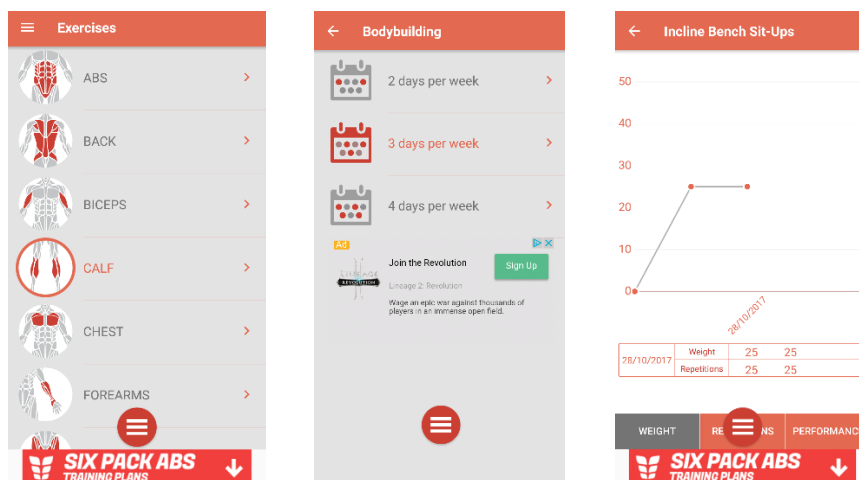 Exercises
ABS
BACK
BICEPS
CALF
CHEST
FOREARMS
SIX PACK ABS
TRAINING PLANS
Bodybuilding
2 days per week
3 days per week
4 days per week
Ad
Join the Revolution
Sign Up
LINEAGE
REVOLUTION
Lineage 2: Revolution
Wage an epic war against thousands of
players in an immense open field.
Incline Bench Sit-Ups
50
40
30
20
10
0
28/10/2017
28/10/2017 Weight 25 25
Repetitions 25 25
WEIGHT PERFORMANC
SIX PACK ABS
TRAINING PLANS